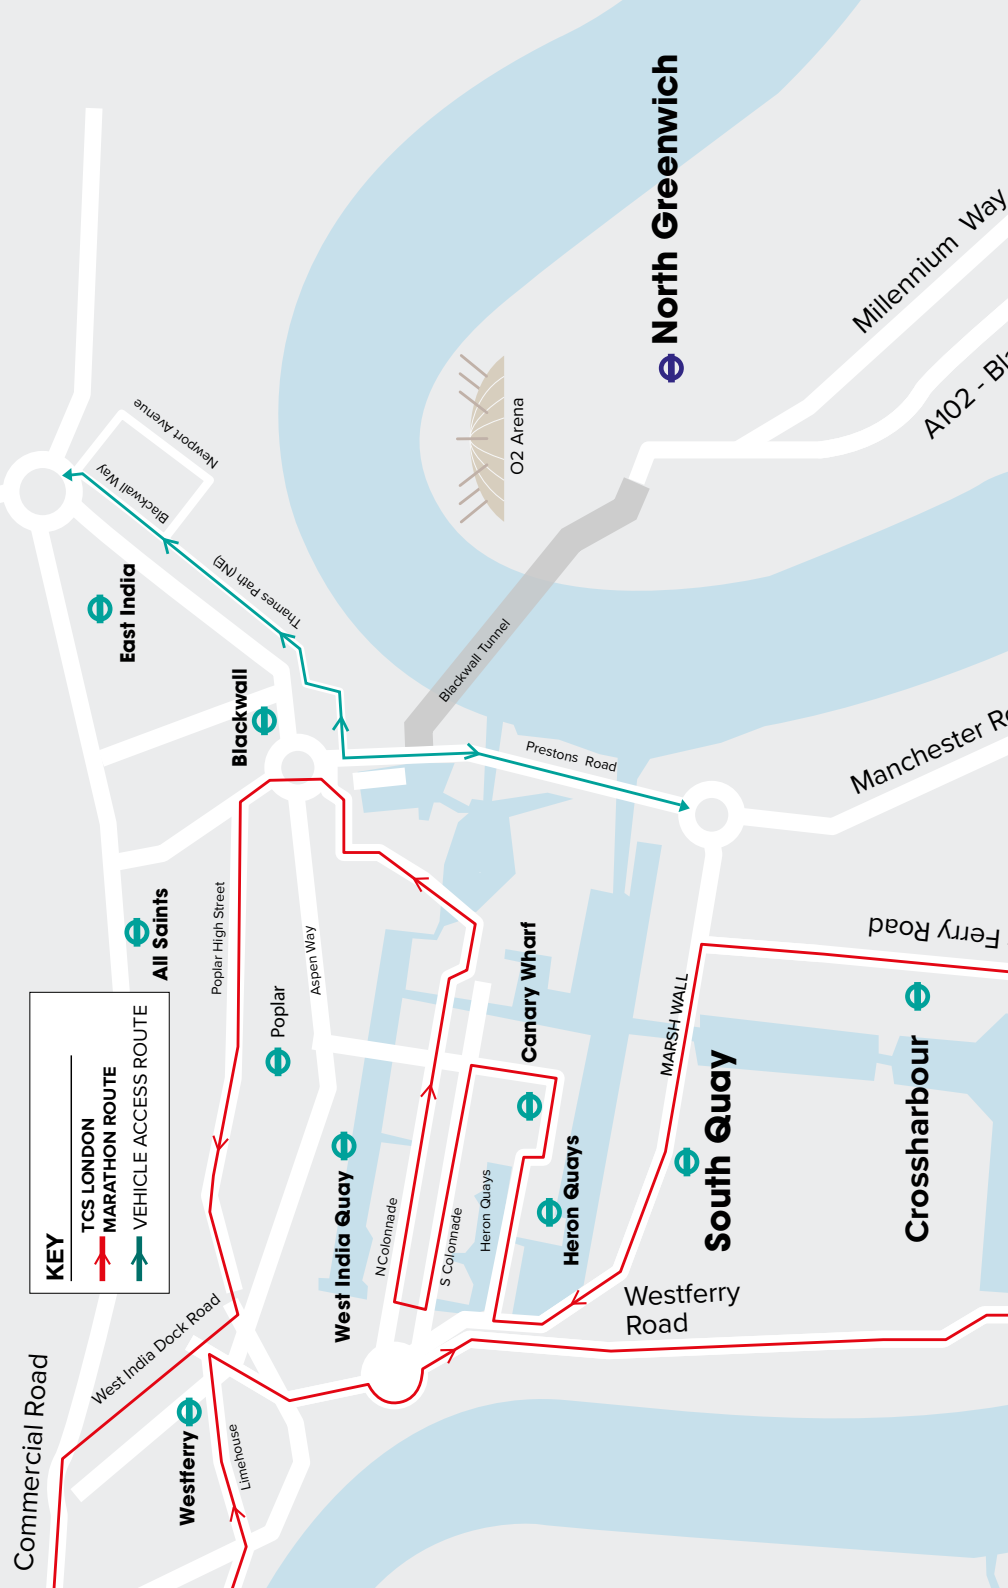 KEY
TCS LONDON
MARATHON ROUTE
VEHICLE ACCESS ROUTE
Commercial Road
West India Dock Road
Westferry
Limehouse
All Saints
Poplar High Street
Poplar
Aspen Way
East India
Blackwall
Newport Avenue
Blackwall Way
Thames Path (NE)
Blackwall Tunnel
Prestons Road
O2 Arena
North Greenwich
Millennium Way
A102 -
Manchester
West India Quay
N Colonnade
S Colonnade
Heron Quays
Canary Wharf
Heron Quays
MARSH WALL
South Quay
Westferry
Road
Crossharbour
Ferry Road